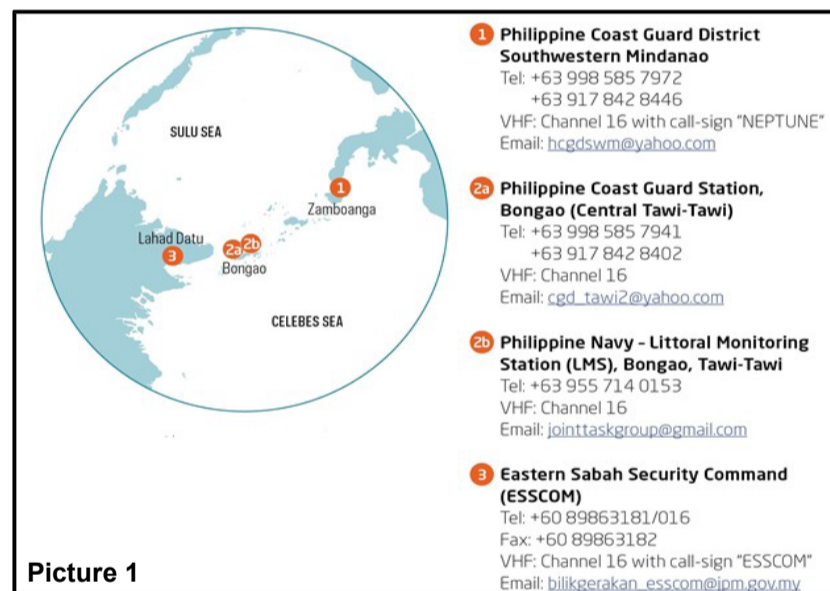 SULU SEA
1
Zamboanga
Lahad Datu
3
2a
2b
Bongao
CELEBES SEA
Picture 1
1 Philippine Coast Guard District
Southwestern Mindanao
Tel: +63 998 585 7972
+63 917 842 8446
VHF: Channel 16 with call-sign “NEPTUNE”
Email: hcgdswm@yahoo.com
2a Philippine Coast Guard Station,
Bongao (Central Tawi-Tawi)
Tel: +63 998 585 7941
+63 917 842 8402
VHF: Channel 16
Email: cgd_tawi2@yahoo.com
2b Philippine Navy – Littoral Monitoring
Station (LMS), Bongao, Tawi-Tawi
Tel: +63 955 714 0153
VHF: Channel 16
Email: jointtaskgroup@gmail.com
3 Eastern Sabah Security Command
(ESSCOM)
Tel: +60 89863181/016
Fax: +60 89863182
VHF: Channel 16 with call-sign “ESSCOM”
Email: bilikgerakan_esscom@jpm.gov.my